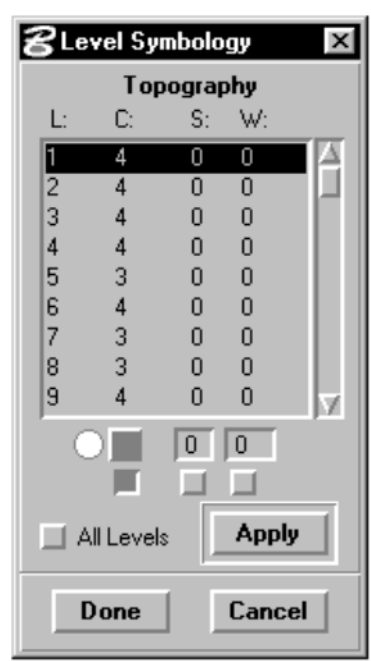 Level Symbology
Topography
L: C: S: W:
1 4 0 0
2 4 0 0
3 4 0 0
4 4 0 0
5 3 0 0
6 4 0 0
7 3 0 0
8 3 0 0
9 4 0 0
0 0
All Levels Apply
Done Cancel